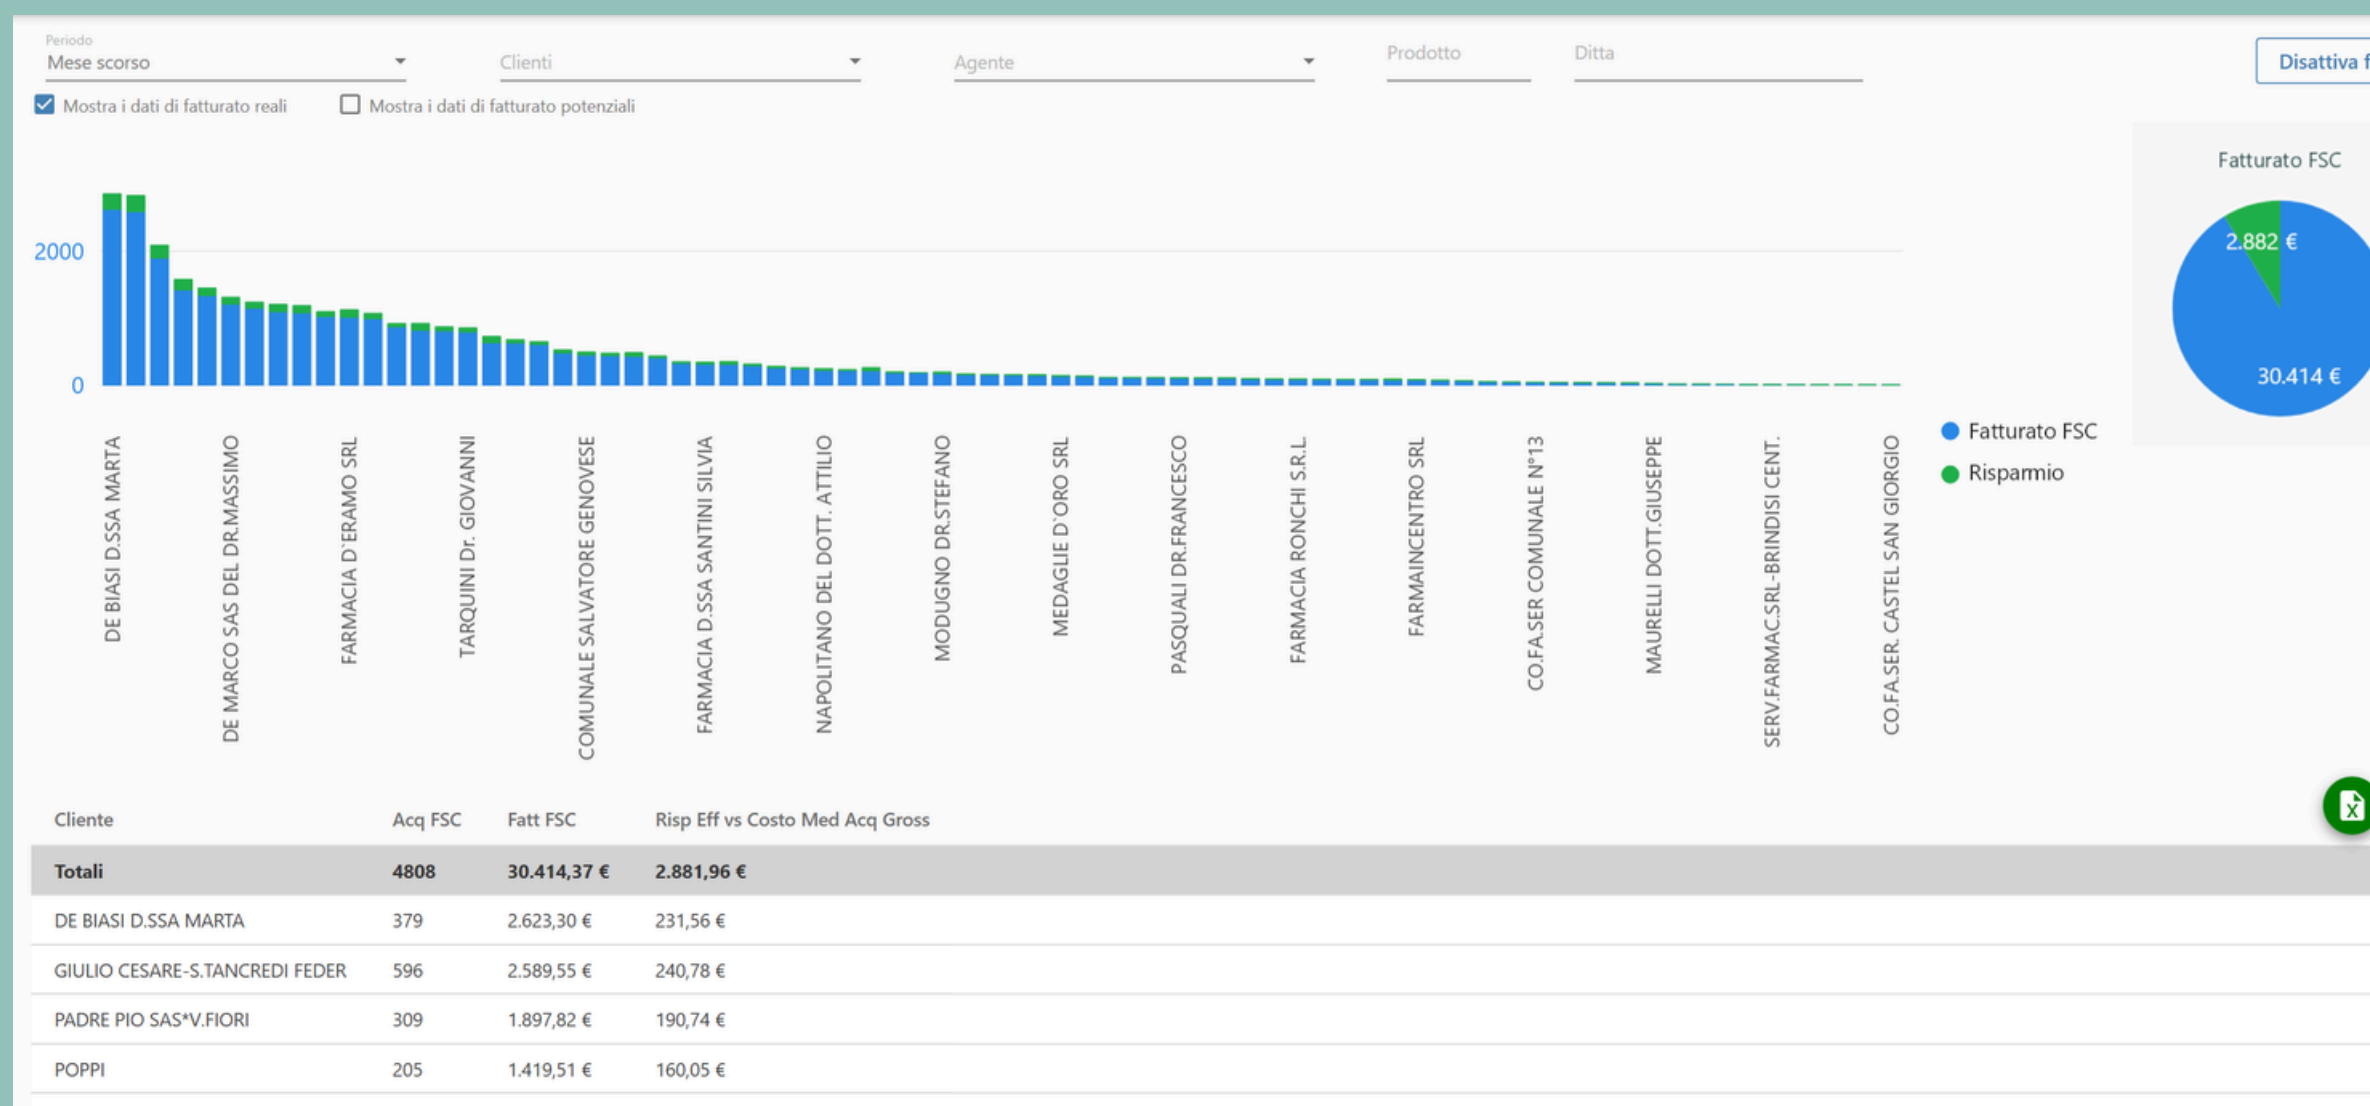 Periodo
Mese scorso
Clienti
Agente
Prodotto
Ditta
Disattiva f
Mostra i dati di fatturato reali
Mostra i dati di fatturato potenziali
Fatturato FSC
2.882 €
30.414 €
2000
0
DE BIASI D.SSA MARTA
DE MARCO SAS DEL DR.MASSIMO
FARMACIA D'ERAMO SRL
TARQUINI Dr. GIOVANNI
COMUNALE SALVATORE GENOVESE
FARMACIA D.SSA SANTINI SILVIA
NAPOLITANO DEL DOTT. ATTILIO
MODUGNO DR.STEFANO
MEDAGLIE D'ORO SRL
PASQUALI DR.FRANCESCO
FARMACIA RONCHI S.R.L.
FARMAINCENTRO SRL
CO.FA.SER COMUNALE N°13
MAURELLI DOTT.GIUSEPPE
SERV.FARMAC.SRL-BRINDISI CENT.
CO.FA.SER. CASTEL SAN GIORGIO
Fatturato FSC
Risparmio
Cliente Acq FSC Fatt FSC Risp Eff vs Costo Med Acq Gross
Totali 4808 30.414,37 € 2.881,96 €
DE BIASI D.SSA MARTA 379 2.623,30 € 231,56 €
GIULIO CESARE-S.TANCREDI FEDER 596 2.589,55 € 240,78 €
PADRE PIO SAS*V.FIORI 309 1.897,82 € 190,74 €
POPPI 205 1.419,51 € 160,05 €